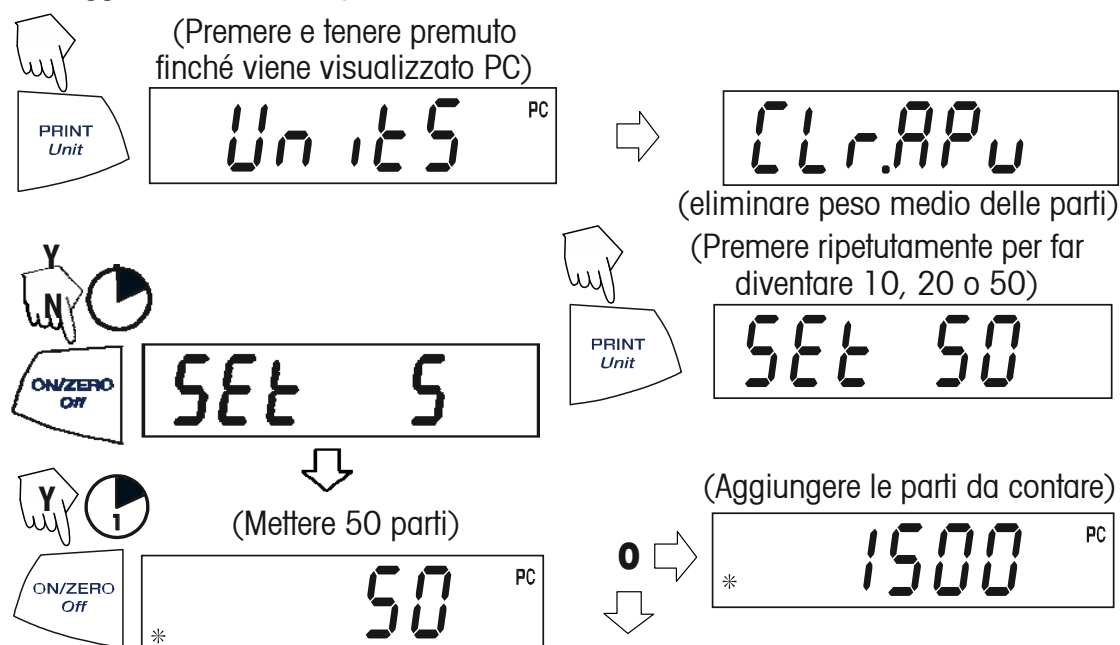 (Premere e tenere premuto
finché viene visualizzato PC)
PRINT
Unit
UnitS PC
CLr.APu
(eliminare peso medio delle parti)
Y
N
ON/ZERO
Off
SEt 5
(Premere ripetutamente per far
diventare 10, 20 o 50)
PRINT
Unit
SEt 50
Y
1
ON/ZERO
Off
(Mettere 50 parti)
50 PC
✳
o
(Aggiungere le parti da contare)
✳ 1500 PC